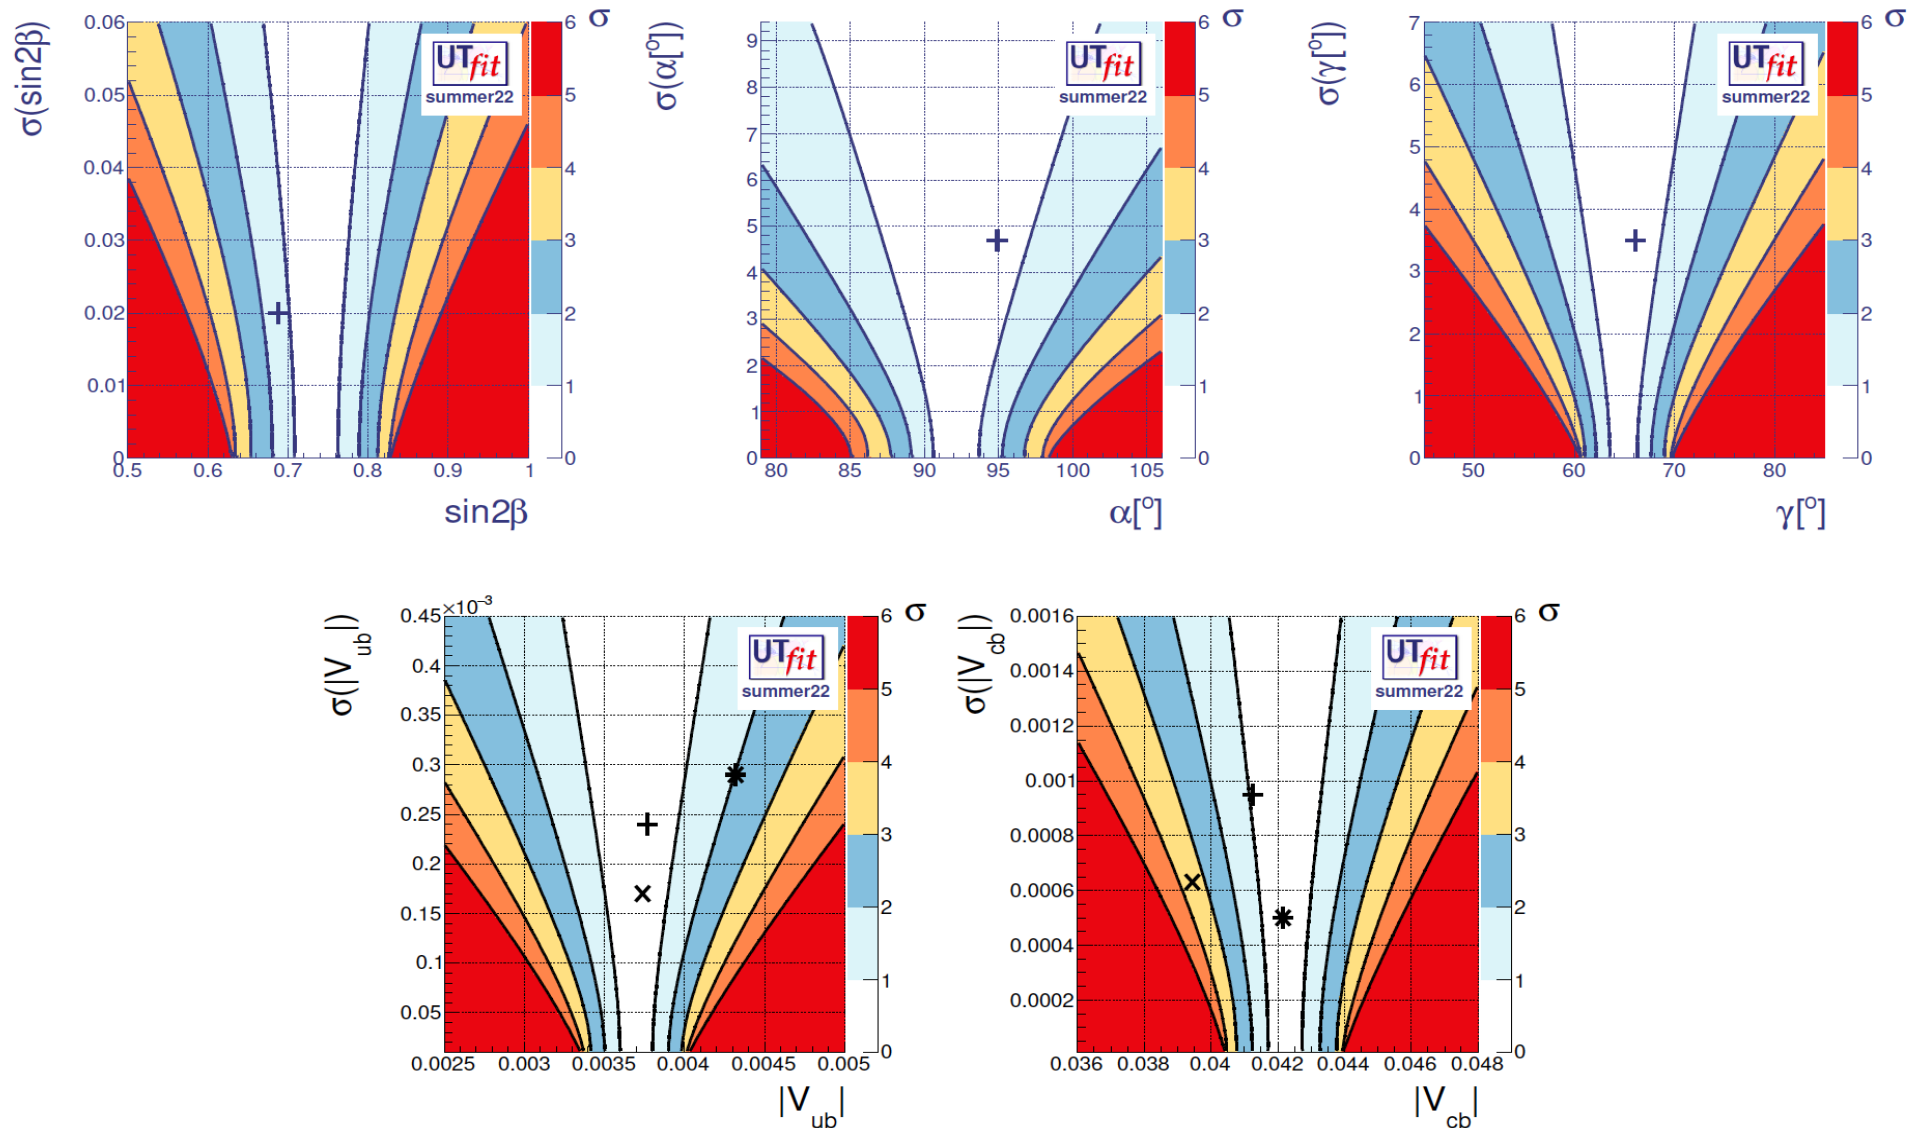 σ(sin2β)
0.06
0.05
0.04
0.03
0.02
0.01
0
0.5 0.6 0.7 0.8 0.9 1
sin2β
UTfit
summer22
6 σ
5
4
3
2
1
0
σ(α[°])
9
8
7
6
5
4
3
2
1
0
80 85 90 95 100 105
α[°]
UTfit
summer22
6 σ
5
4
3
2
1
0
σ(γ[°])
7
6
5
4
3
2
1
0
50 60 70 80
γ[°]
UTfit
summer22
6 σ
5
4
3
2
1
0
σ(|V_ub|)
×10⁻³
0.45
0.4
0.35
0.3
0.25
0.2
0.15
0.1
0.05
0.0025 0.003 0.0035 0.004 0.0045 0.005
|V_ub|
UTfit
summer22
6 σ
5
4
3
2
1
0
σ(|V_cb|)
0.0016
0.0014
0.0012
0.001
0.0008
0.0006
0.0004
0.0002
0.036 0.038 0.04 0.042 0.044 0.046 0.048
|V_cb|
UTfit
summer22
6 σ
5
4
3
2
1
0